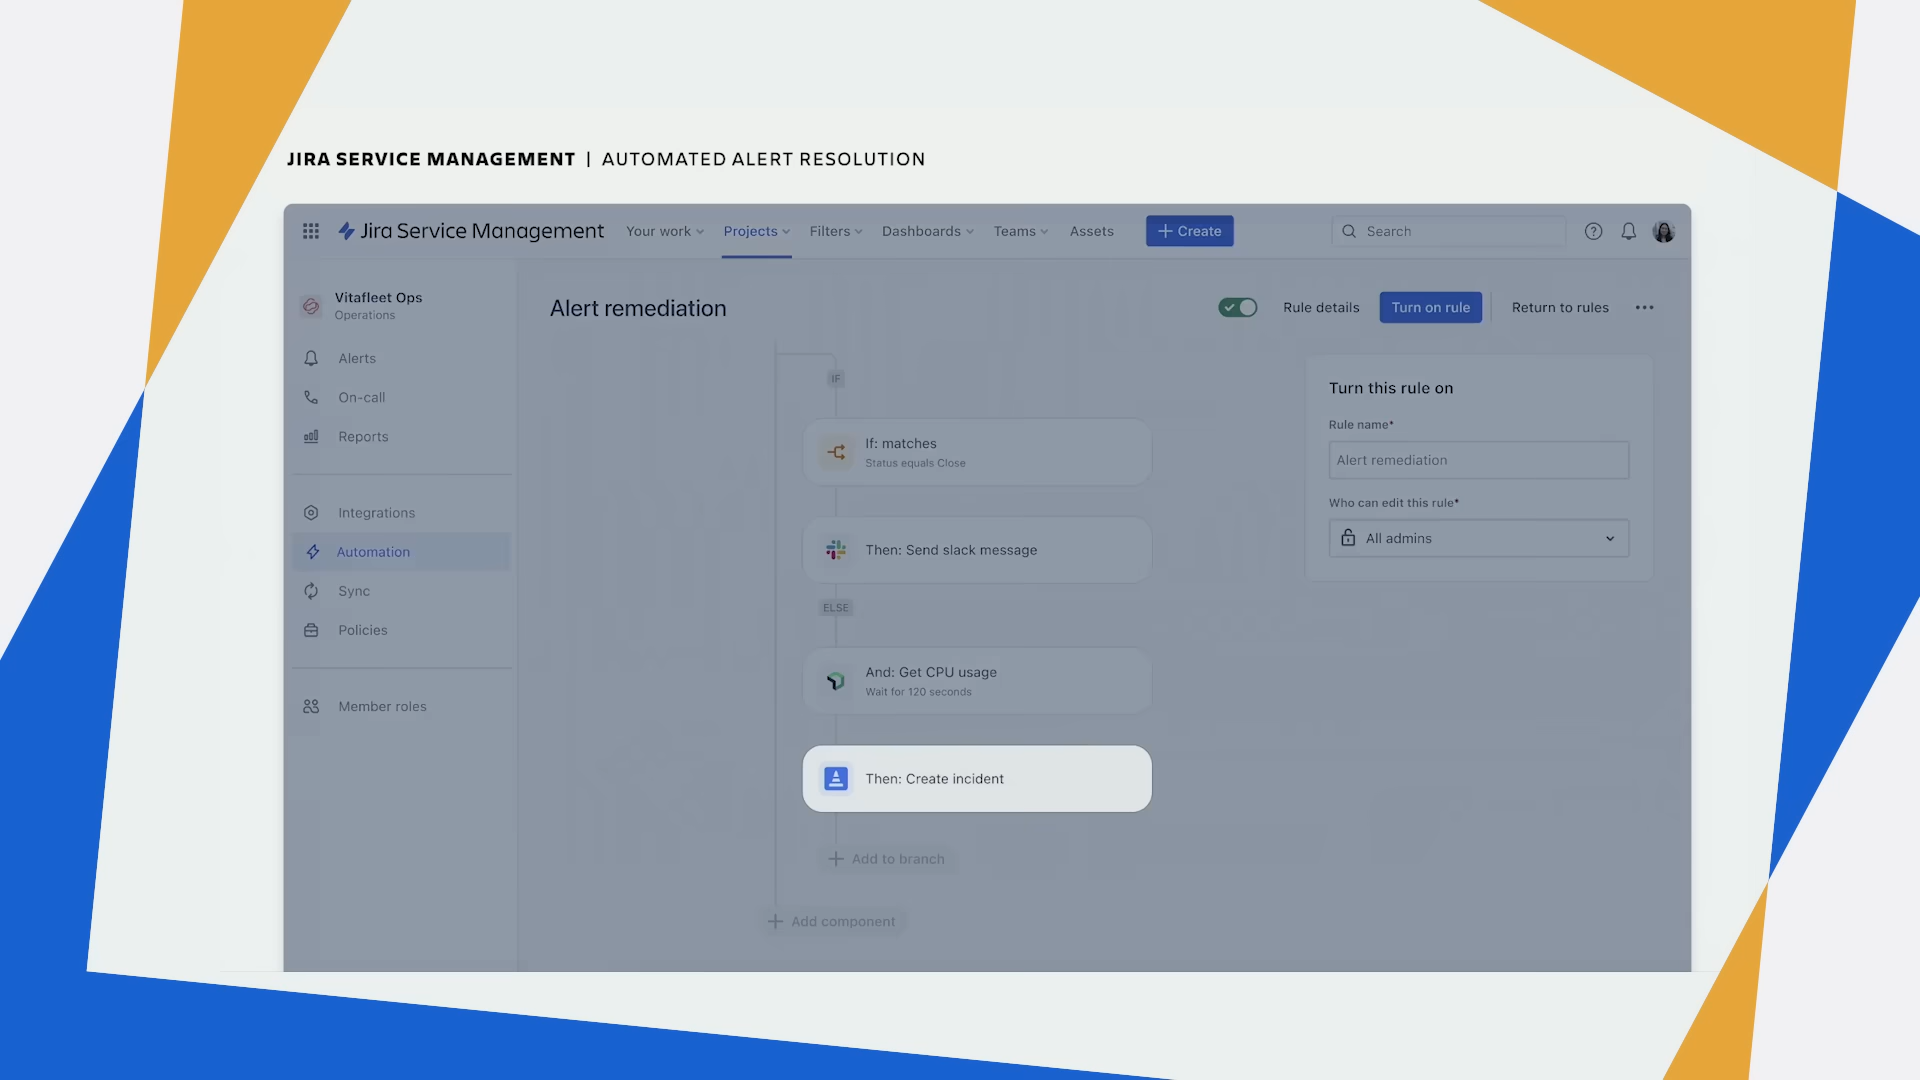 JIRA SERVICE MANAGEMENT | AUTOMATED ALERT RESOLUTION
Jira Service Management Your work Projects Filters Dashboards Teams Assets + Create Search
Vitafleet Ops
Operations
Alerts
On-call
Reports
Integrations
Automation
Sync
Policies
Member roles
Alert remediation
Rule details Turn on rule Return to rules
IF
If: matches
Status equals Close
Then: Send slack message
ELSE
And: Get CPU usage
Wait for 120 seconds
Then: Create incident
+ Add to branch
+ Add component
Turn this rule on
Rule name*
Alert remediation
Who can edit this rule*
All admins